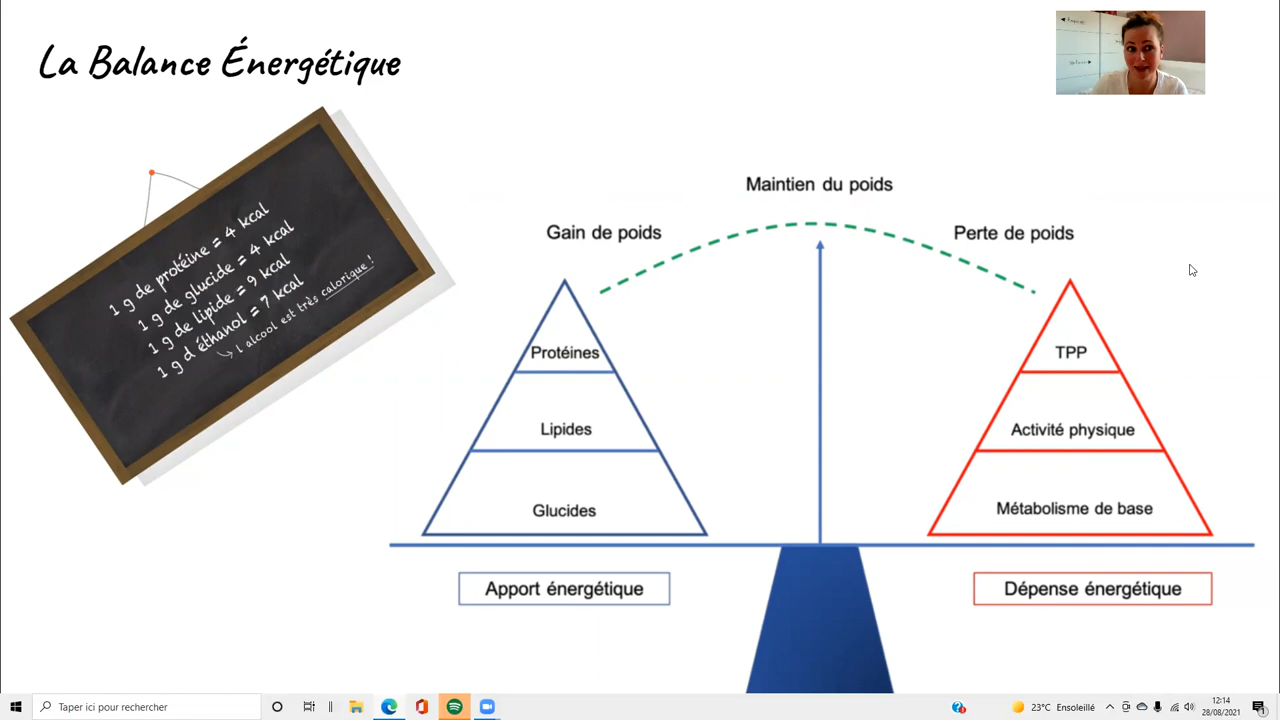 La Balance Énergétique
1 g de protéine = 4 kcal
1 g de glucide = 4 kcal
1 g de lipide = 9 kcal
1 g d éthanol = 7 kcal
l alcool est très calorique !
Maintien du poids
Gain de poids
Perte de poids
Protéines
Lipides
Glucides
TPP
Activité physique
Métabolisme de base
Apport énergétique
Dépense énergétique
Taper ici pour rechercher
23°C Ensoleillé
12:14
28/08/2021